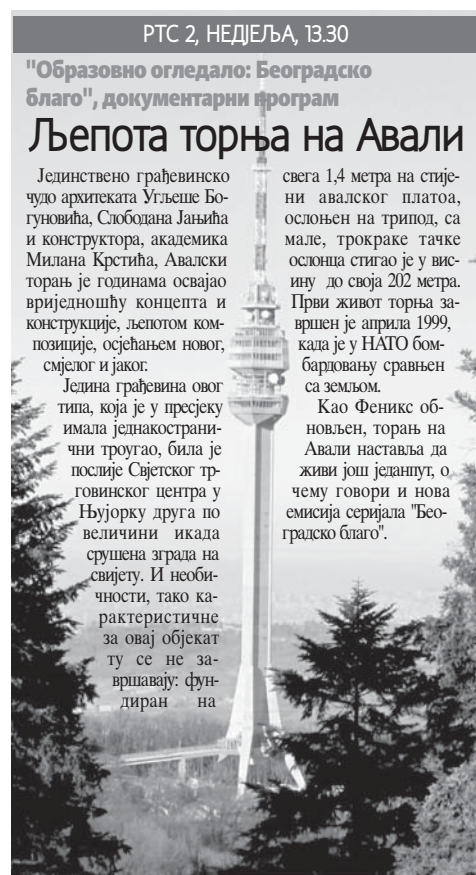 РТС 2, НЕДЈЕЉА, 13.30
"Образовно огледало: Београдско
благо", документарни програм
Љепота торња на Авали
Јединствено грађевинско
чудо архитеката Угљеше Бо-
гуновића, Слободана Јањића
и конструктора, академика
Милана Крстића, Авалски
торањ је годинама освајао
вриједношћу концепта и
конструкције, љепотом ком-
позиције, осјећањем новог,
смјелог и јаког.
Једина грађевина овог
типа, која је у пресјеку
имала једнакострани-
чни троугао, била је
послије Свјетског тр-
говинског центра у
Њујорку друга по
величини икада
срушена зграда на
свијету. И необи-
чности, тако ка-
рактеристичне
за овај објекат
ту се не за-
вршавају: фун-
диран на
свега 1,4 метра на стије-
ни авалског платоа,
ослоњен на трипод, са
мале, трокраке тачке
ослонца стигао је у вис-
ину до своја 202 метра.
Први живот торња за-
вршен је априла 1999,
када је у НАТО бом-
бардовању сравњен
са земљом.
Као Феникс об-
новљен, торањ на
Авали наставља да
живи још једанпут, о
чему говори и нова
емисија серијала "Бео-
градско благо".